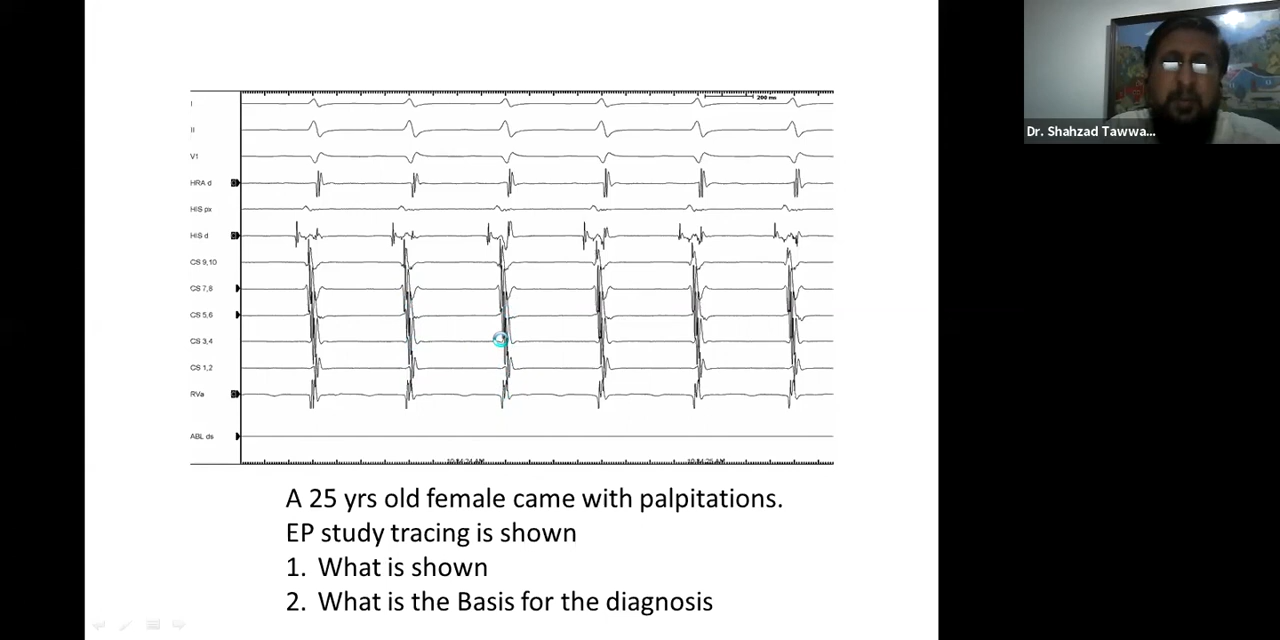 200 ms
I
II
V1
HRA d
HIS px
HIS d
CS 9,10
CS 7,8
CS 5,6
CS 3,4
CS 1,2
RVa
ABL ds
Dr. Shahzad Tawwa...
A 25 yrs old female came with palpitations.
EP study tracing is shown
1. What is shown
2. What is the Basis for the diagnosis